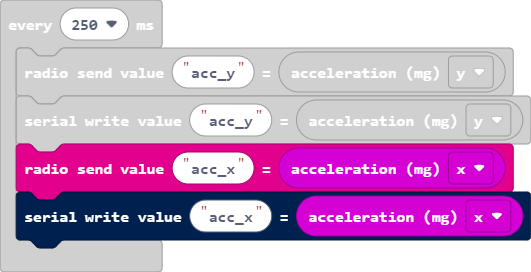 every 250 ms
radio send value "acc_y" = acceleration (mg) y
serial write value "acc_y" = acceleration (mg) y
radio send value "acc_x" = acceleration (mg) x
serial write value "acc_x" = acceleration (mg) x